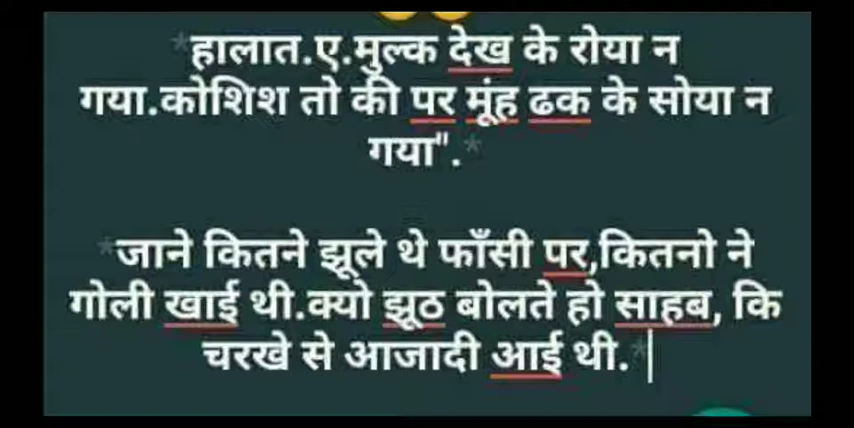 *हालात.ए.मुल्क देख के रोया न
गया.कोशिश तो की पर मूंह ढक के सोया न
गया".*
*जाने कितने झूले थे फाँसी पर,कितनो ने
गोली खाई थी.क्यो झूठ बोलते हो साहब, कि
चरखे से आजादी आई थी.*